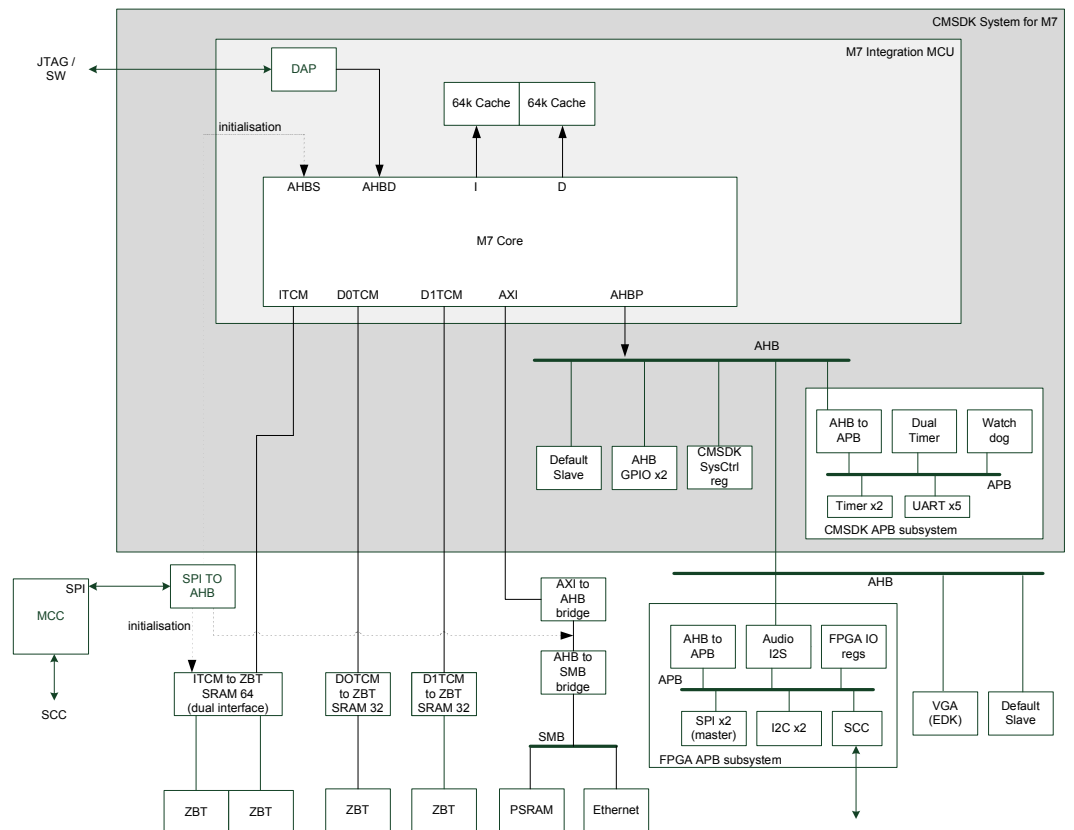 CMSDK System for M7
M7 Integration MCU
JTAG /
SW
DAP
64k Cache
64k Cache
initialisation
AHBS
AHBD
I
D
M7 Core
ITCM
D0TCM
D1TCM
AXI
AHBP
AHB
Default
Slave
AHB
GPIO x2
CMSDK
SysCtrl
reg
AHB to
APB
Dual
Timer
Watch
dog
APB
Timer x2
UART x5
CMSDK APB subsystem
SPI
MCC
SPI TO
AHB
initialisation
SCC
AXI to
AHB
bridge
AHB to
SMB
bridge
ITCM to ZBT
SRAM 64
(dual interface)
DOTCM
to ZBT
SRAM 32
D1TCM
to ZBT
SRAM 32
SMB
ZBT
ZBT
ZBT
ZBT
PSRAM
Ethernet
AHB
AHB to
APB
Audio
I2S
FPGA IO
regs
APB
SPI x2
(master)
I2C x2
SCC
FPGA APB subsystem
VGA
(EDK)
Default
Slave